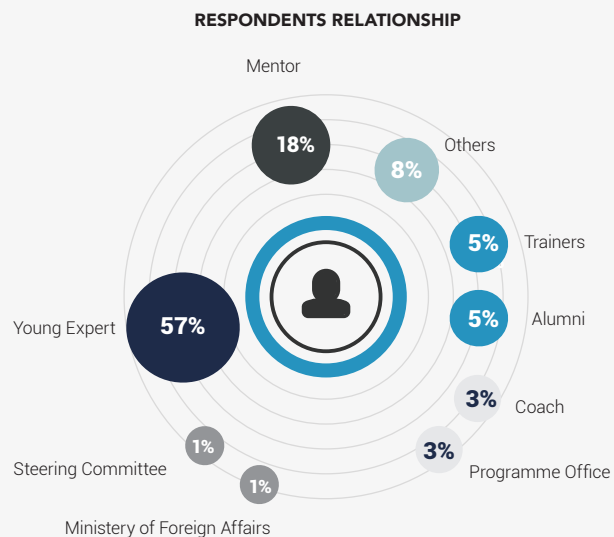 RESPONDENTS RELATIONSHIP
Mentor
18%
Others
8%
Trainers
5%
Alumni
5%
Young Expert
57%
Coach
3%
Programme Office
3%
Steering Committee
1%
Ministery of Foreign Affairs
1%